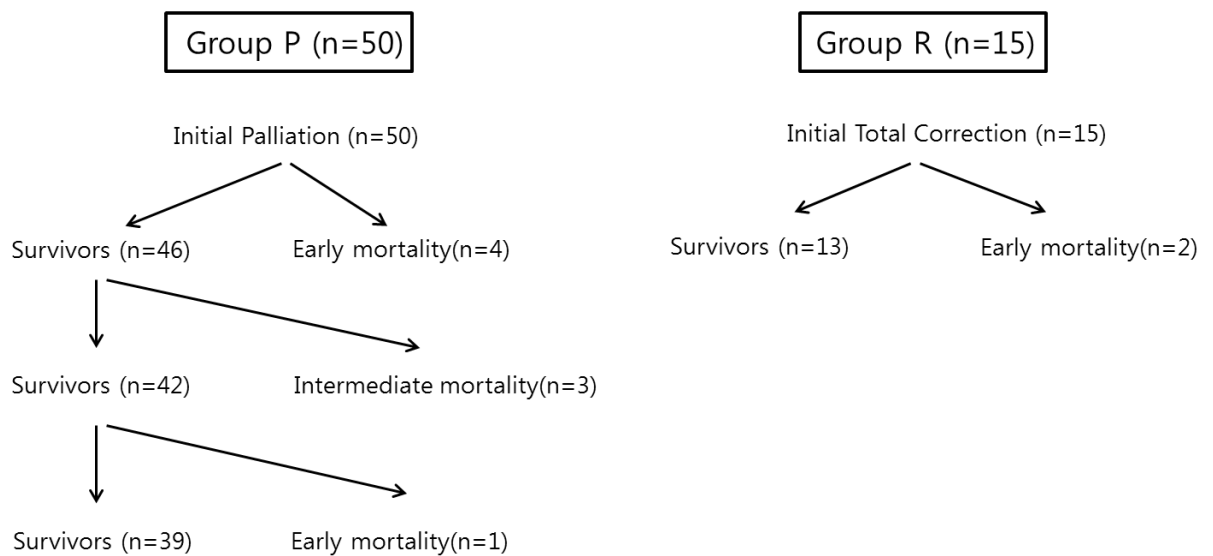 Group P (n=50)
Initial Palliation (n=50)
Survivors (n=46)
Early mortality(n=4)
Survivors (n=42)
Intermediate mortality(n=3)
Survivors (n=39)
Early mortality(n=1)
Group R (n=15)
Initial Total Correction (n=15)
Survivors (n=13)
Early mortality(n=2)